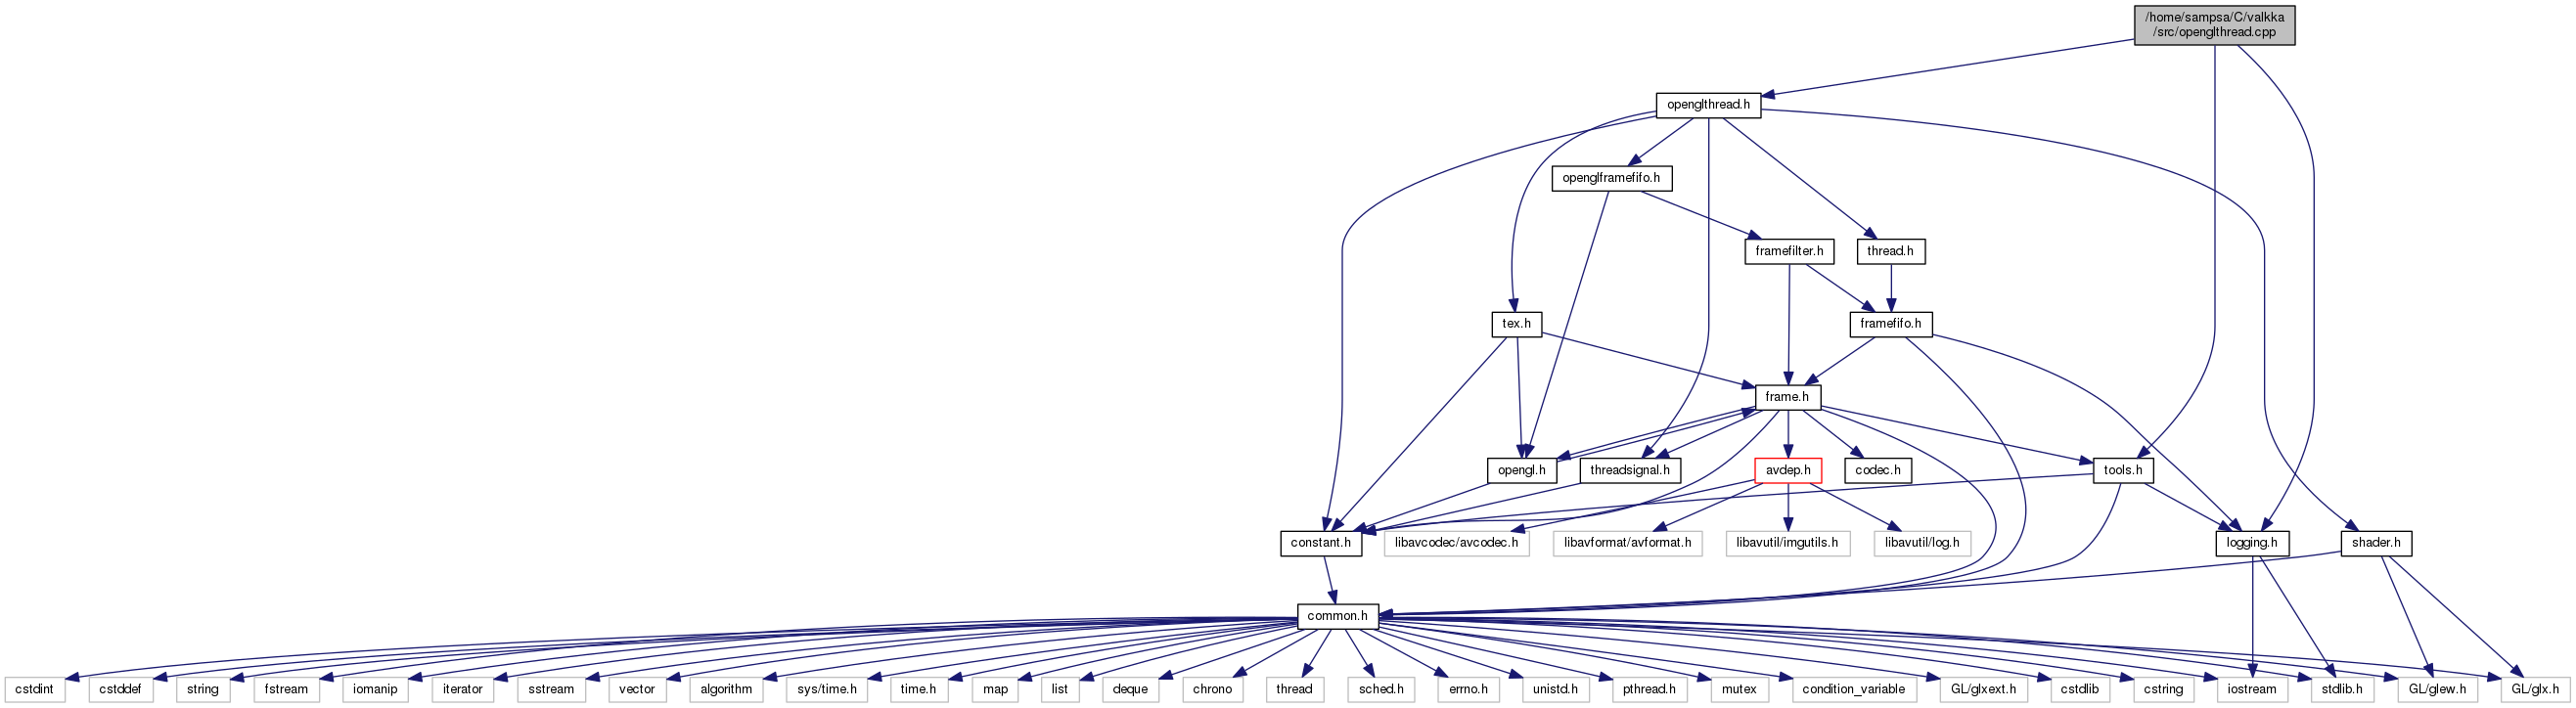 /home/sampsa/C/valkka
/src/openglthread.cpp
openglthread.h
openglframefifo.h
framefilter.h
thread.h
tex.h
framefifo.h
frame.h
opengl.h
threadsignal.h
avdep.h
codec.h
tools.h
constant.h
libavcodec/avcodec.h
libavformat/avformat.h
libavutil/imgutils.h
libavutil/log.h
logging.h
shader.h
common.h
cstdint
cstddef
string
fstream
iomanip
iterator
sstream
vector
algorithm
sys/time.h
time.h
map
list
deque
chrono
thread
sched.h
errno.h
unistd.h
pthread.h
mutex
condition_variable
GL/glxext.h
cstdlib
cstring
iostream
stdlib.h
GL/glew.h
GL/glx.h